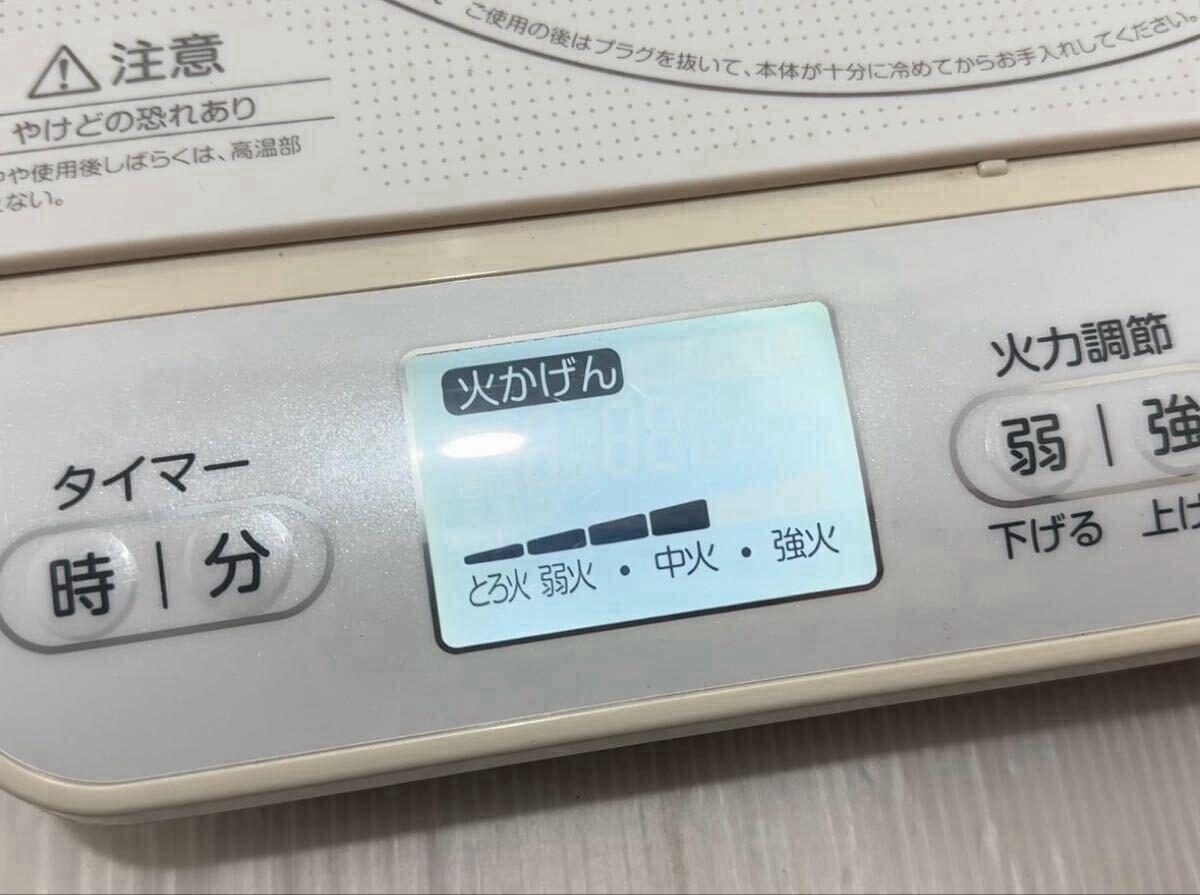 ご使用の後はプラグを抜いて、本体が十分に冷めてからお手入れしてください。
注意
やけどの恐れあり
や使用後しばらくは、高温部
ない。
火かげん
とろ火 弱火 ・ 中火 ・ 強火
タイマー
時 | 分
火力調節
弱 | 強
下げる 上げ